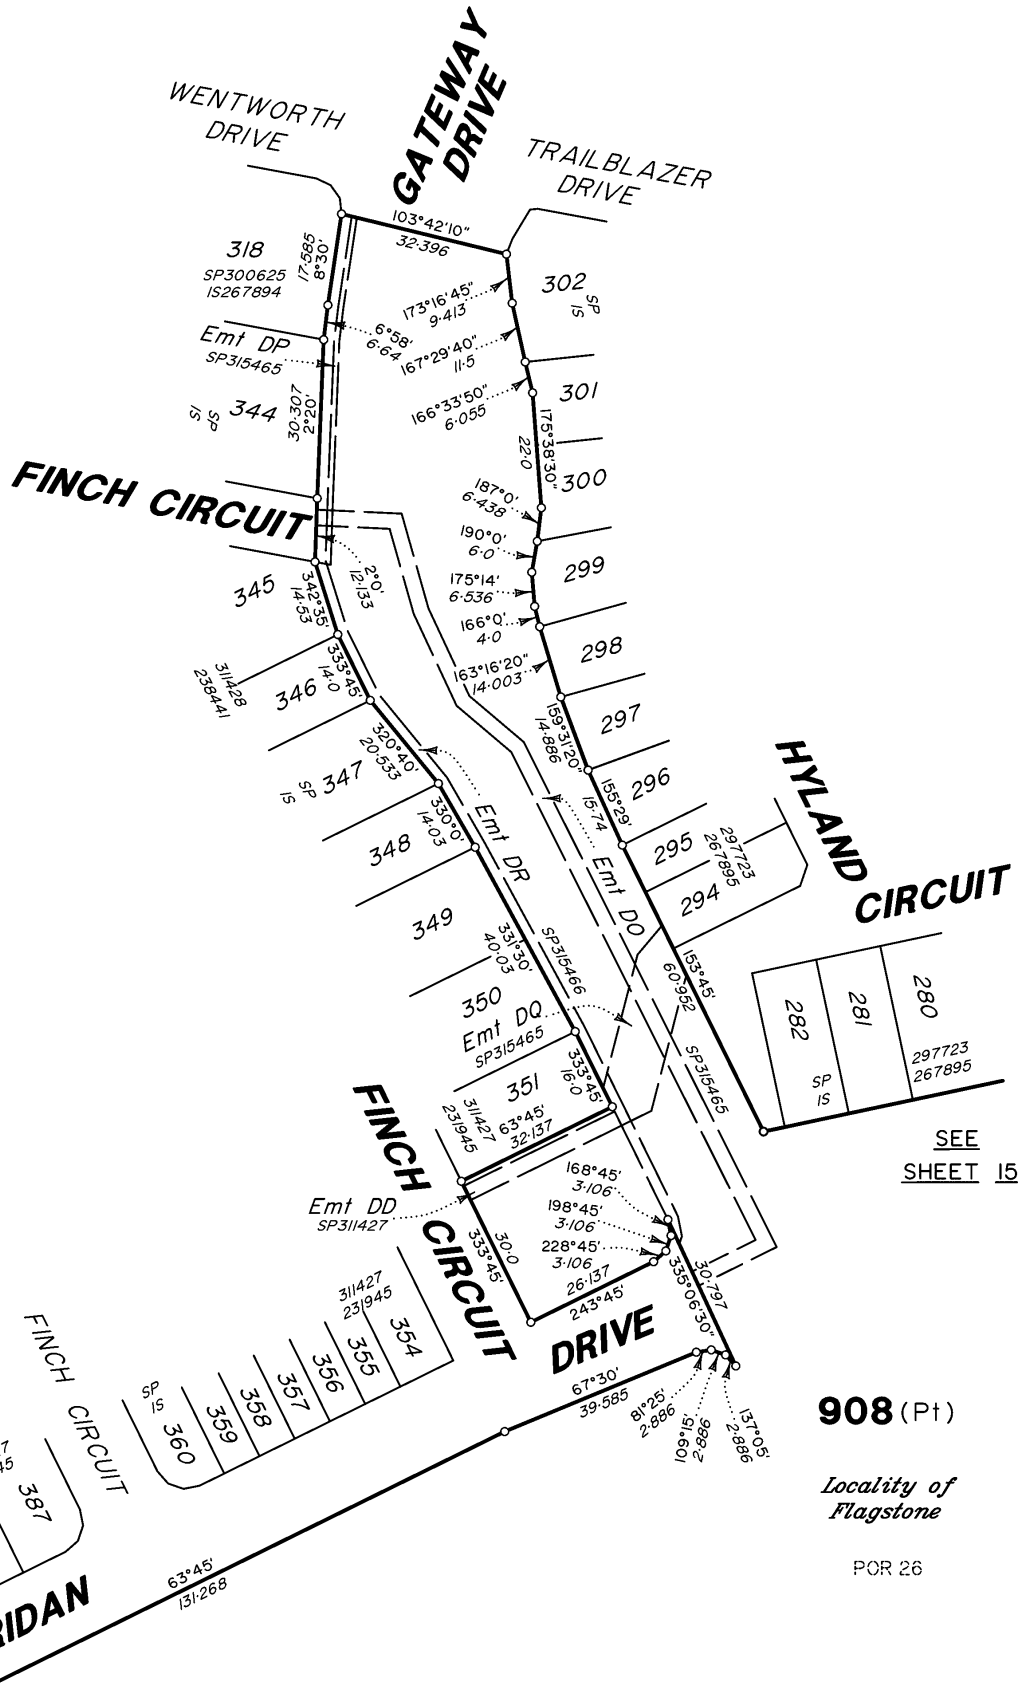 WENTWORTH
DRIVE
GATEWAY
DRIVE
TRAILBLAZER
DRIVE
103°42'10"
32·396
318
SP300625
IS267894
17·585
8°30'
302
SP
IS
173°16'45"
9·413
6°58'
6·64
167°29'40"
11·5
Emt DP
SP315465
166°33'50"
6·055
301
344
SP
IS
30·307
2°20'
175°38'30"
22·0
300
FINCH CIRCUIT
187°0'
6·438
190°0'
6·0
299
175°14'
6·536
2°0'
12·133
345
342°35'
14·53
166°0'
4·0
298
163°16'20"
14·003
311428
238441
346
333°45'
14·0
297
159°31'20"
14·886
320°40'
20·533
347
SP
IS
296
155°29'
15·74
HYLAND
CIRCUIT
348
330°0'
14·03
Emt DR
Emt DO
295
297723
267895
294
349
331°30'
40·03
SP315466
153°45'
60·952
350
Emt DQ
SP315465
282
281
280
SP
IS
297723
267895
SP315465
333°45'
16·0
351
311427
231945
63°45'
32·137
FINCH
CIRCUIT
SEE
SHEET 15
168°45'
3·106
198°45'
3·106
228°45'
3·106
Emt DD
SP311427
333°45'
30·0
26·137
243°45'
30·797
335°06'30"
311427
231945
354
355
356
357
358
359
360
SP
IS
DRIVE
67°30'
39·585
81°25'
2·886
109°15'
2·886
137°05'
2·886
908 (Pt)
FINCH
CIRCUIT
387
Locality of
Flagstone
POR 26
63°45'
131·268
RIDAN